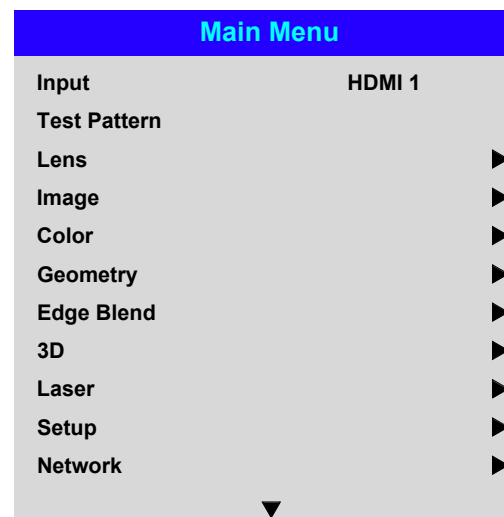 Main Menu
Input HDMI 1
Test Pattern
Lens
Image
Color
Geometry
Edge Blend
3D
Laser
Setup
Network